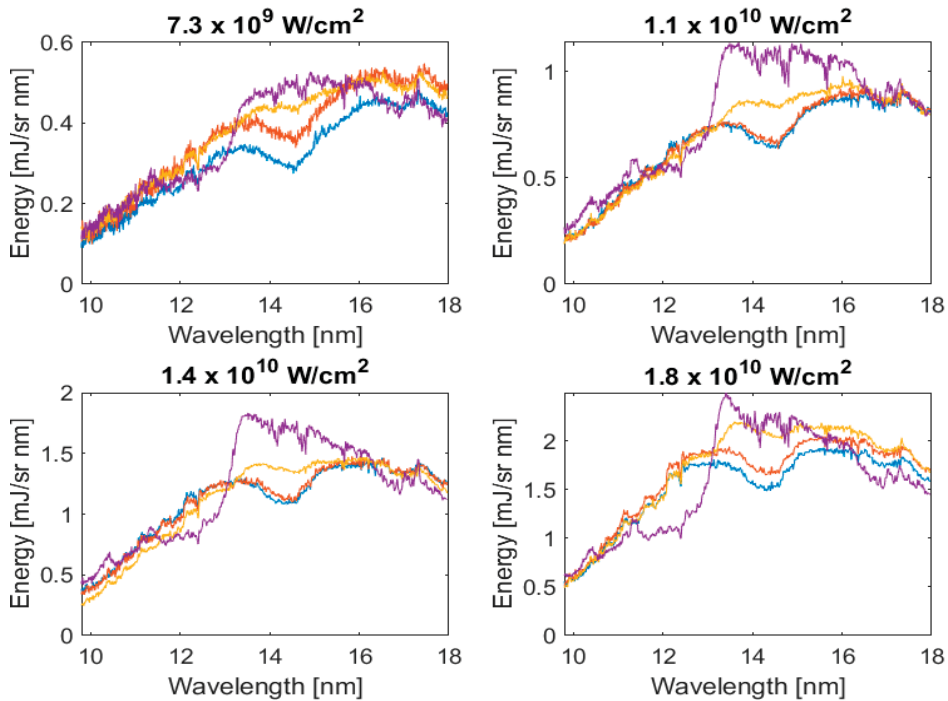 7.3 x 10⁹ W/cm²
Energy [mJ/sr nm]
0.6
0.4
0.2
0
10 12 14 16 18
Wavelength [nm]
1.1 x 10¹⁰ W/cm²
Energy [mJ/sr nm]
1
0.5
0
10 12 14 16 18
Wavelength [nm]
1.4 x 10¹⁰ W/cm²
Energy [mJ/sr nm]
2
1.5
1
0.5
0
10 12 14 16 18
Wavelength [nm]
1.8 x 10¹⁰ W/cm²
Energy [mJ/sr nm]
2
1.5
1
0.5
0
10 12 14 16 18
Wavelength [nm]